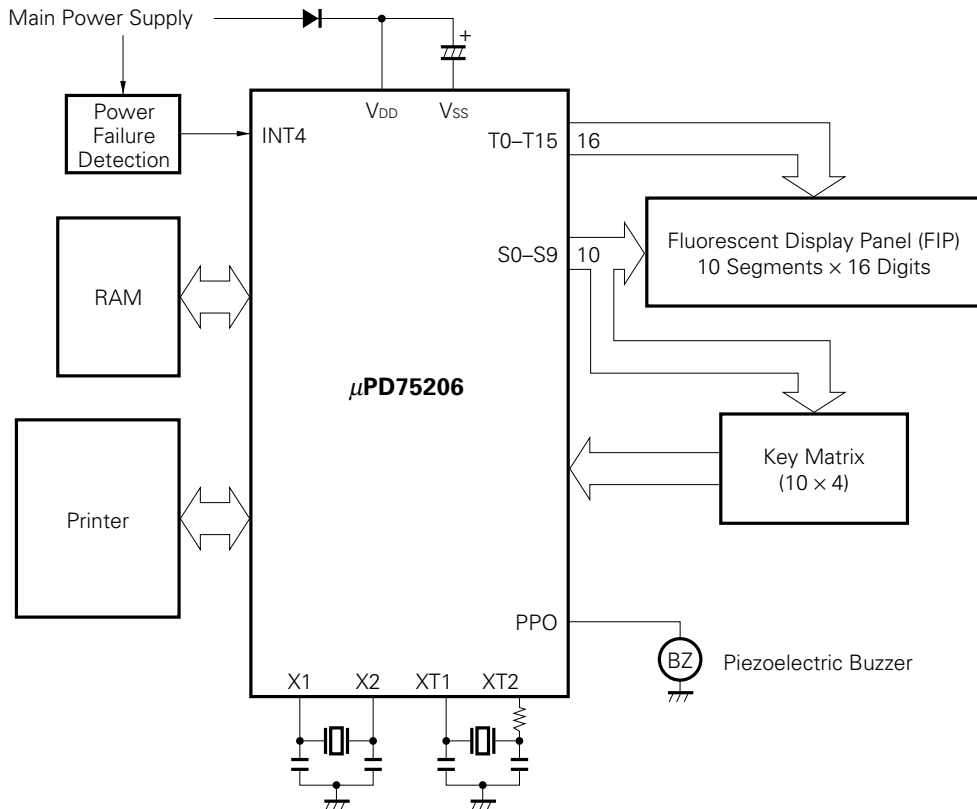 Main Power Supply
+
Power
Failure
Detection
INT4
VDD
VSS
T0–T15
16
RAM
S0–S9
10
Fluorescent Display Panel (FIP)
10 Segments × 16 Digits
μPD75206
Printer
Key Matrix
(10 × 4)
PPO
BZ
Piezoelectric Buzzer
X1
X2
XT1
XT2